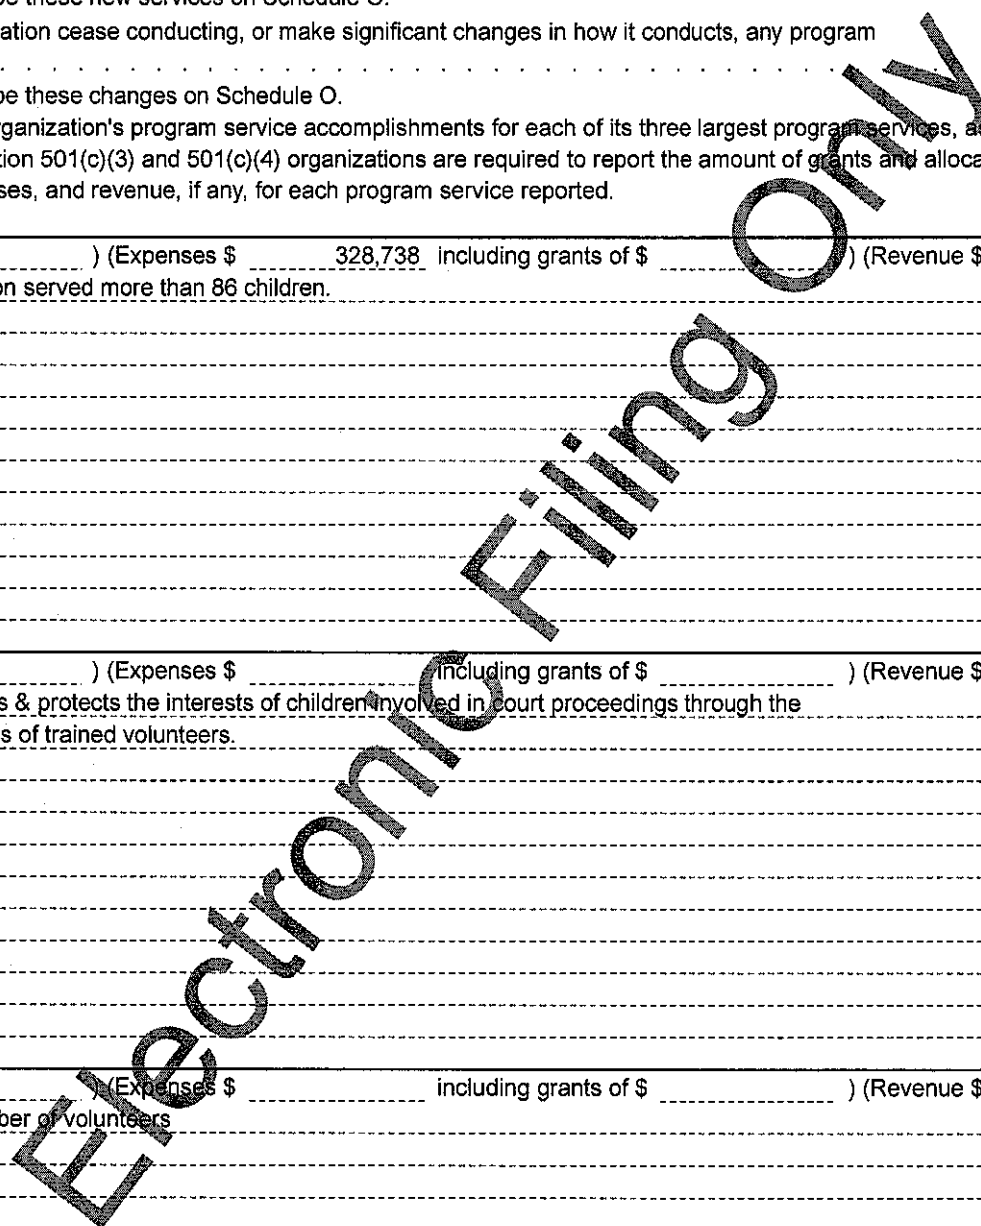 be these new services on Schedule O.
ation cease conducting, or make significant changes in how it conducts, any program
be these changes on Schedule O.
rganization's program service accomplishments for each of its three largest program services, a
tion 501(c)(3) and 501(c)(4) organizations are required to report the amount of grants and alloca
ses, and revenue, if any, for each program service reported.
) (Expenses $ 328,738 including grants of $ ) (Revenue $
on served more than 86 children.
) (Expenses $ including grants of $ ) (Revenue $
s & protects the interests of children involved in court proceedings through the
s of trained volunteers.
) (Expenses $ including grants of $ ) (Revenue $
ber of volunteers
Electronic Filing Only